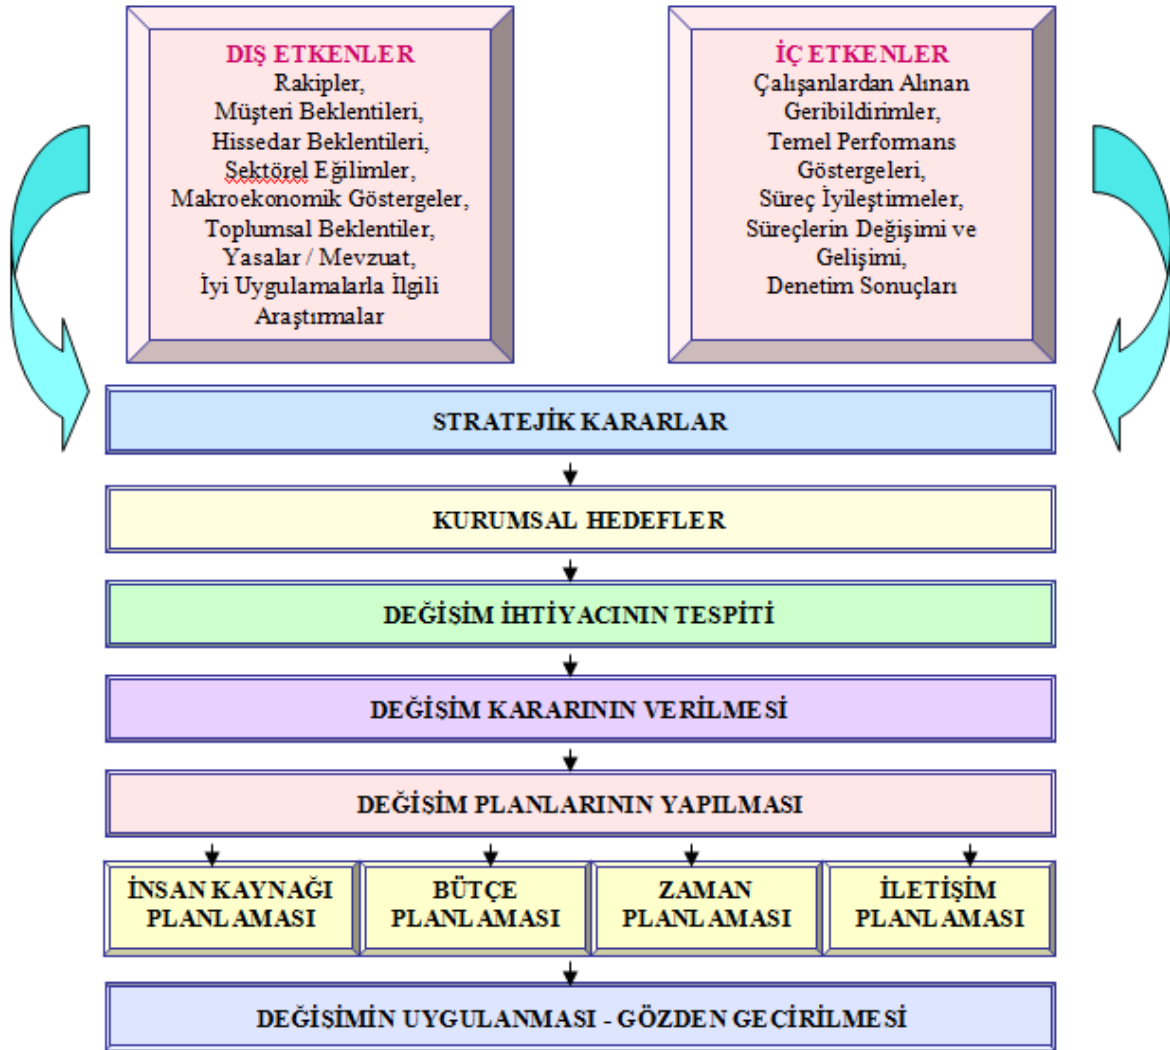 DIŞ ETKENLER
Rakipler,
Müşteri Beklentileri,
Hissedar Beklentileri,
Sektörel Eğilimler,
Makroekonomik Göstergeler,
Toplumsal Beklentiler,
Yasalar / Mevzuat,
İyi Uygulamalarla İlgili
Araştırmalar
İÇ ETKENLER
Çalışanlardan Alınan
Geribildirimler,
Temel Performans
Göstergeleri,
Süreç İyileştirmeler,
Süreçlerin Değişimi ve
Gelişimi,
Denetim Sonuçları
STRATEJİK KARARLAR
KURUMSAL HEDEFLER
DEĞİŞİM İHTİYACININ TESPİTİ
DEĞİŞİM KARARININ VERİLMESİ
DEĞİŞİM PLANLARININ YAPILMASI
İNSAN KAYNAĞI
PLANLAMASI
BÜTÇE
PLANLAMASI
ZAMAN
PLANLAMASI
İLETİŞİM
PLANLAMASI
DEĞİŞİMİN UYGULANMASI - GÖZDEN GEÇİRİLMESİ